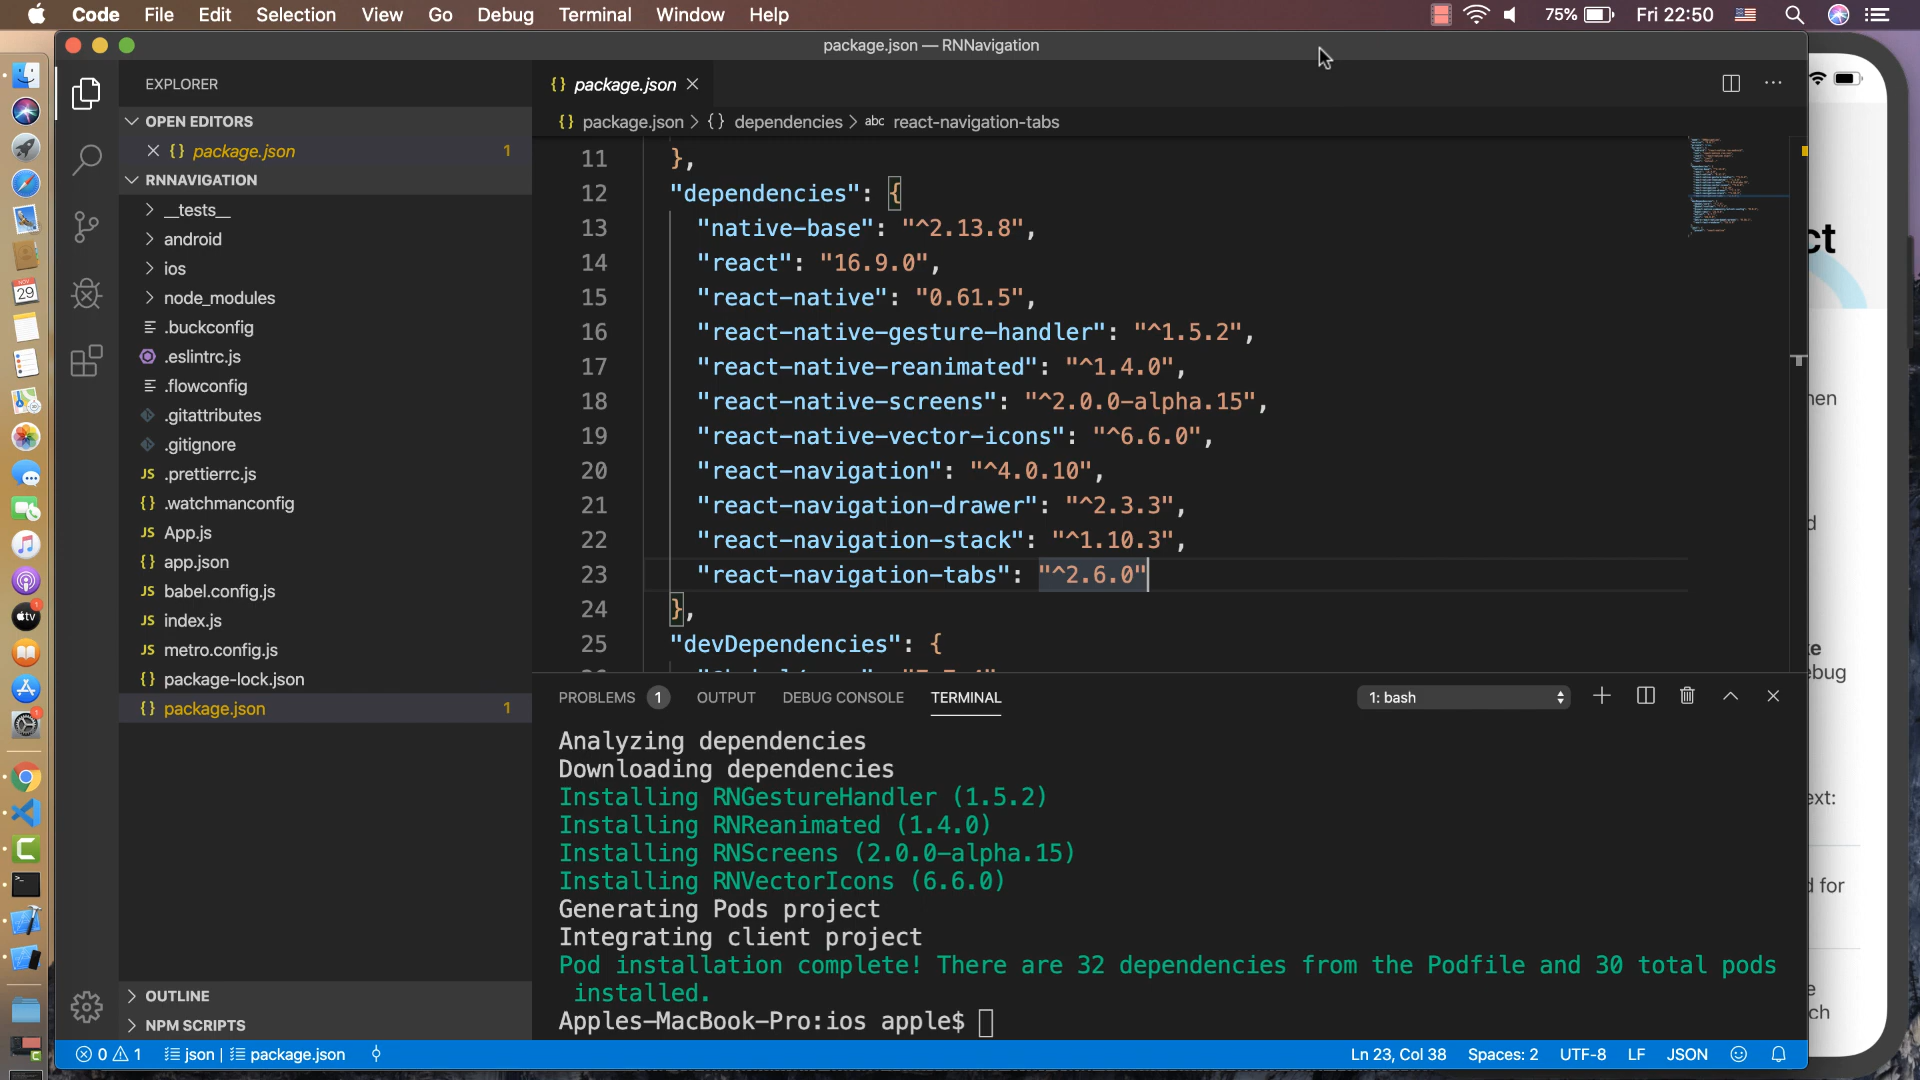 Code File Edit Selection View Go Debug Terminal Window Help 75% Fri 22:50
package.json — RNNavigation
EXPLORER
OPEN EDITORS
package.json 1
RNNAVIGATION
__tests__
android
ios
node_modules
.buckconfig
.eslintrc.js
.flowconfig
.gitattributes
.gitignore
JS .prettierrc.js
{} .watchmanconfig
JS App.js
{} app.json
JS babel.config.js
JS index.js
JS metro.config.js
{} package-lock.json
{} package.json 1
OUTLINE
NPM SCRIPTS
{} package.json
{} package.json > {} dependencies > abc react-navigation-tabs
11 },
12 "dependencies": {
13 "native-base": "^2.13.8",
14 "react": "16.9.0",
15 "react-native": "0.61.5",
16 "react-native-gesture-handler": "^1.5.2",
17 "react-native-reanimated": "^1.4.0",
18 "react-native-screens": "^2.0.0-alpha.15",
19 "react-native-vector-icons": "^6.6.0",
20 "react-navigation": "^4.0.10",
21 "react-navigation-drawer": "^2.3.3",
22 "react-navigation-stack": "^1.10.3",
23 "react-navigation-tabs": "^2.6.0"
24 },
25 "devDependencies": {
PROBLEMS 1 OUTPUT DEBUG CONSOLE TERMINAL 1: bash
Analyzing dependencies
Downloading dependencies
Installing RNGestureHandler (1.5.2)
Installing RNReanimated (1.4.0)
Installing RNScreens (2.0.0-alpha.15)
Installing RNVectorIcons (6.6.0)
Generating Pods project
Integrating client project
Pod installation complete! There are 32 dependencies from the Podfile and 30 total pods
installed.
Apples-MacBook-Pro:ios apple$
0 1 json | package.json Ln 23, Col 38 Spaces: 2 UTF-8 LF JSON